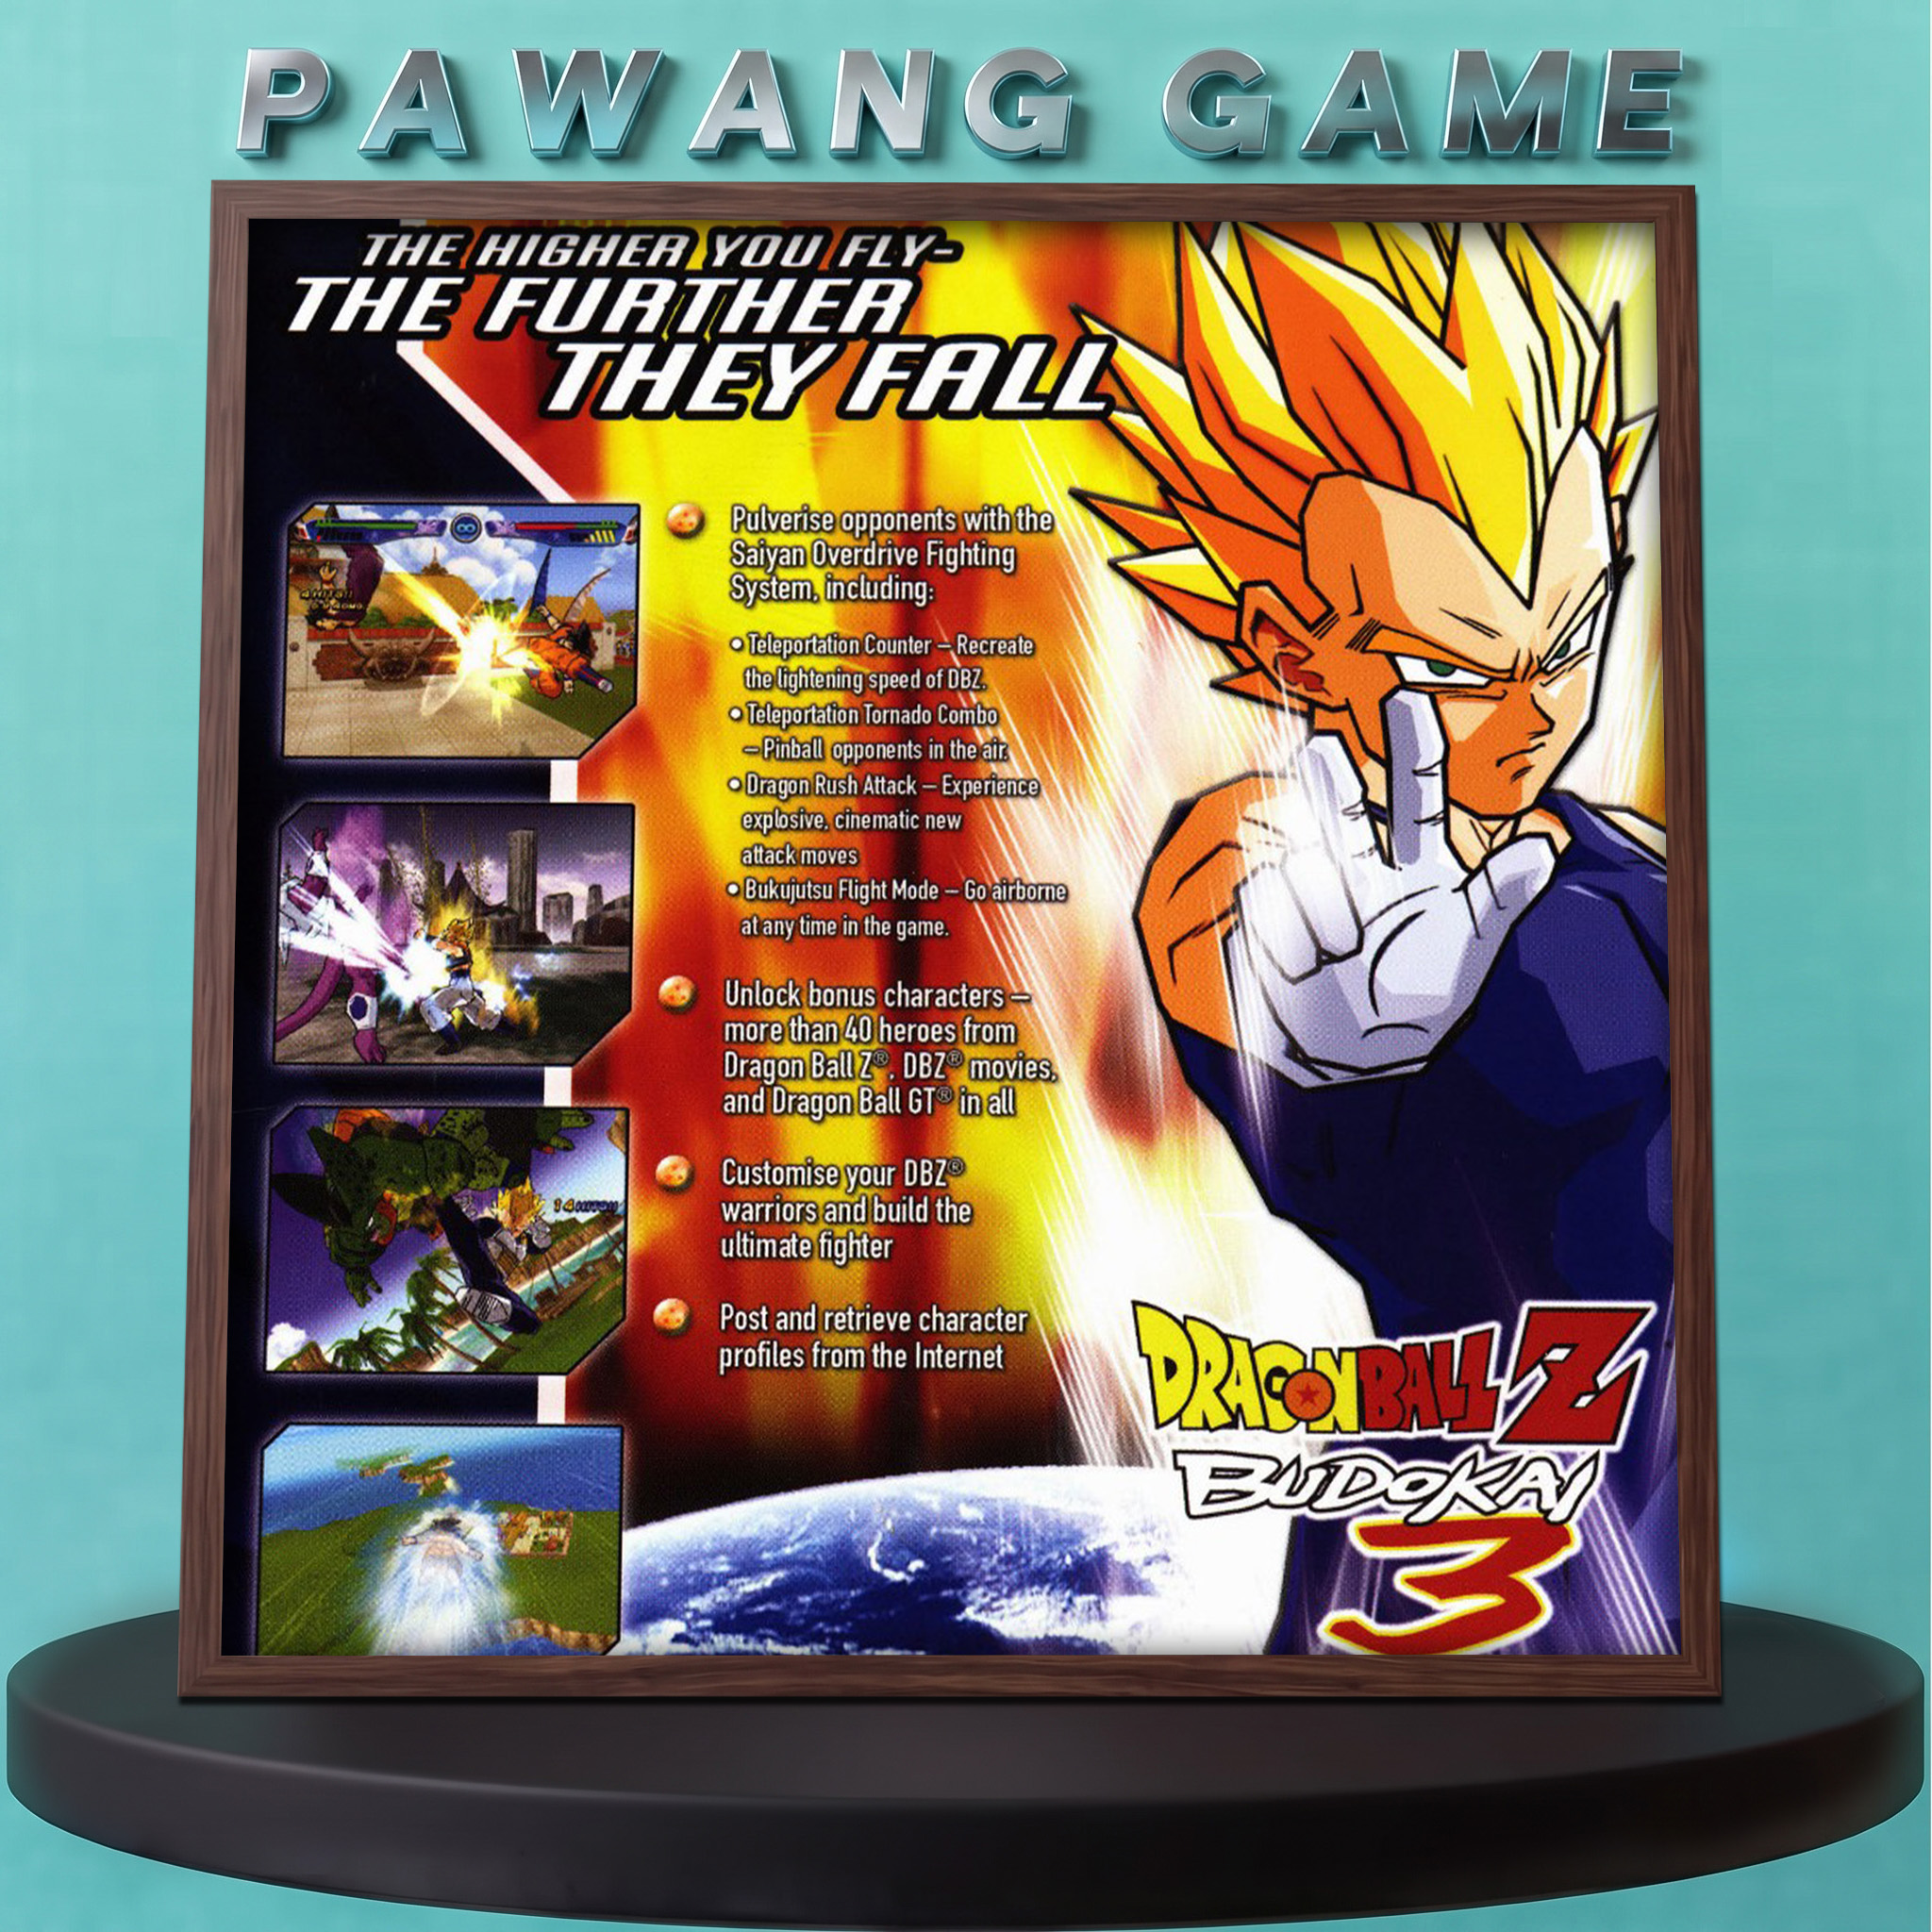 PAWANG GAME
THE HIGHER YOU FLY-
THE FURTHER
THEY FALL
Pulverise opponents with the
Saiyan Overdrive Fighting
System, including:
• Teleportation Counter – Recreate
the lightening speed of DBZ.
• Teleportation Tornado Combo
– Pinball opponents in the air.
• Dragon Rush Attack – Experience
explosive, cinematic new
attack moves
• Bukujutsu Flight Mode – Go airborne
at any time in the game.
Unlock bonus characters –
more than 40 heroes from
Dragon Ball Z®, DBZ® movies,
and Dragon Ball GT® in all
Customise your DBZ®
warriors and build the
ultimate fighter
Post and retrieve character
profiles from the Internet
4HITS!!
14HITS!!
DRAGONBALL Z
BUDOKAI
3